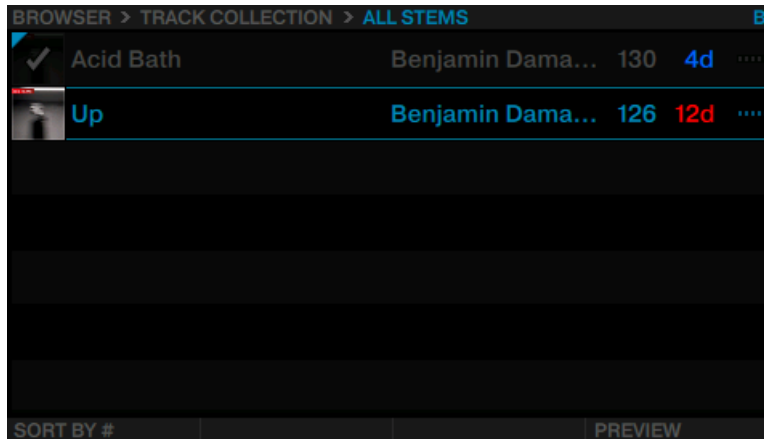 BROWSER > TRACK COLLECTION > ALL STEMS B
Acid Bath Benjamin Dama... 130 4d
Up Benjamin Dama... 126 12d
SORT BY # PREVIEW